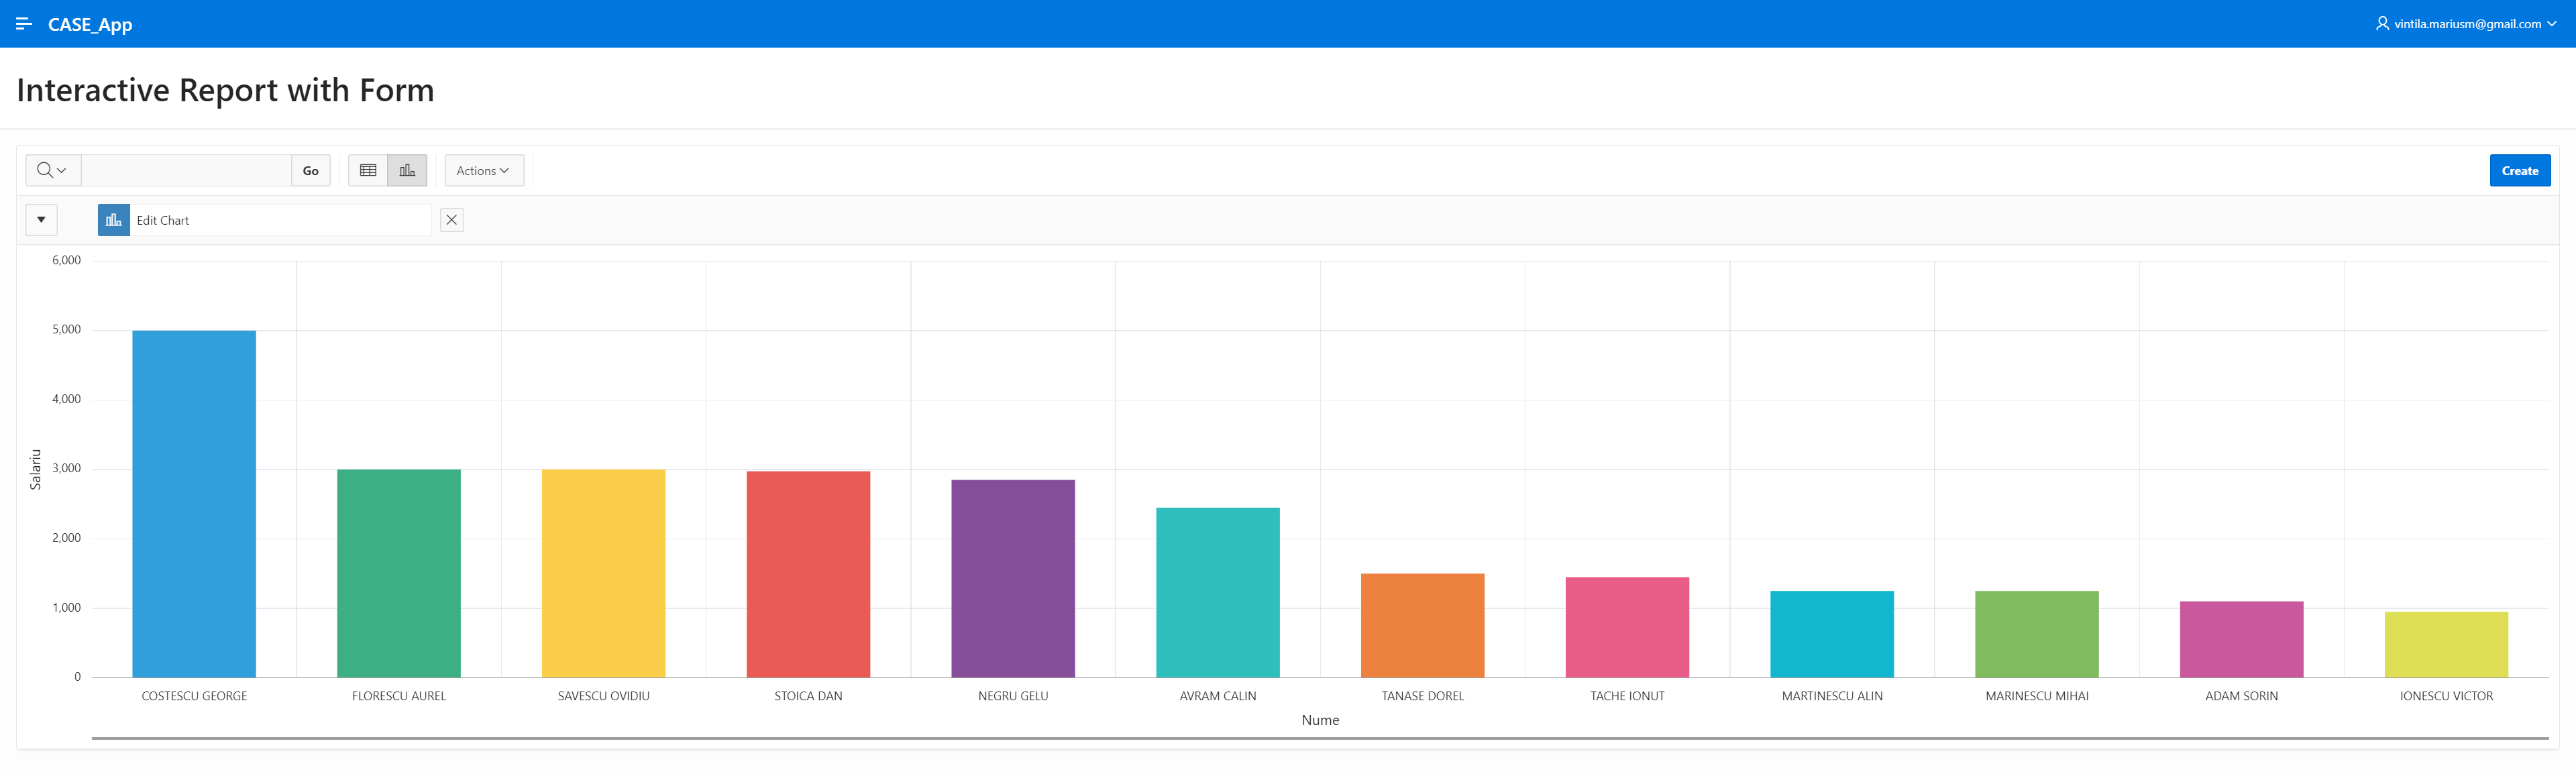 CASE_App
vintila.mariusm@gmail.com
Interactive Report with Form
Go
Actions
Create
Edit Chart
6,000
5,000
4,000
3,000
2,000
1,000
0
Salariu
COSTESCU GEORGE
FLORESCU AUREL
SAVESCU OVIDIU
STOICA DAN
NEGRU GELU
AVRAM CALIN
TANASE DOREL
TACHE IONUT
MARTINESCU ALIN
MARINESCU MIHAI
ADAM SORIN
IONESCU VICTOR
Nume